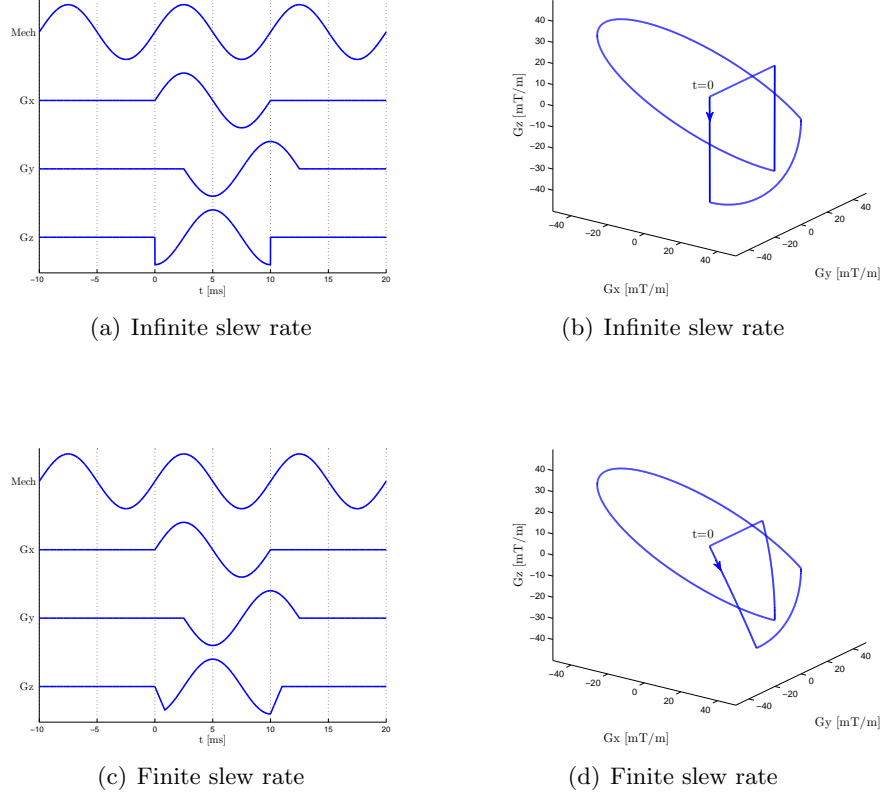 Mech
Gx
Gy
Gz
−10 −5 0 5 10 15 20
t [ms]
(a) Infinite slew rate
40
30
20
10
0
−10
−20
−30
−40
Gz [mT/m]
t=0
−40 −20 0 20 40
Gx [mT/m]
−40 −20 0 20 40
Gy [mT/m]
(b) Infinite slew rate
Mech
Gx
Gy
Gz
−10 −5 0 5 10 15 20
t [ms]
(c) Finite slew rate
40
30
20
10
0
−10
−20
−30
−40
Gz [mT/m]
t=0
−40 −20 0 20 40
Gx [mT/m]
−40 −20 0 20 40
Gy [mT/m]
(d) Finite slew rate